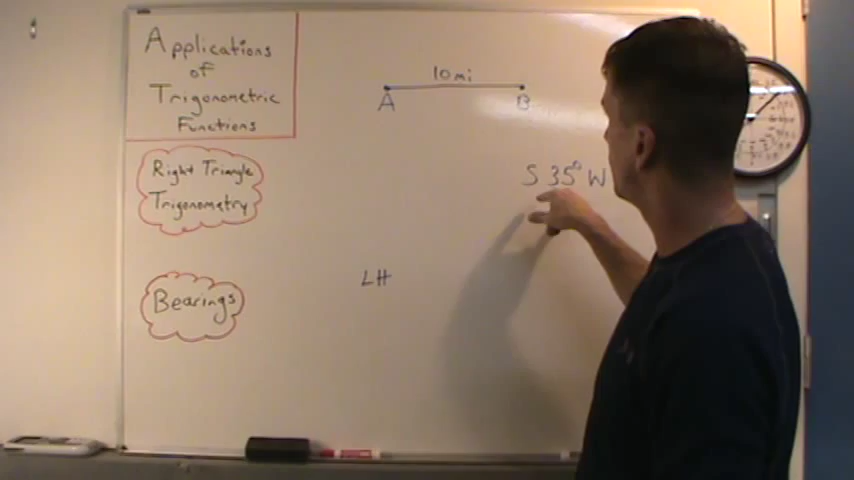 Applications
of
Trigonometric
Functions
Right Triangle
Trigonometry
Bearings
10 mi
A B
S 35° W
LH